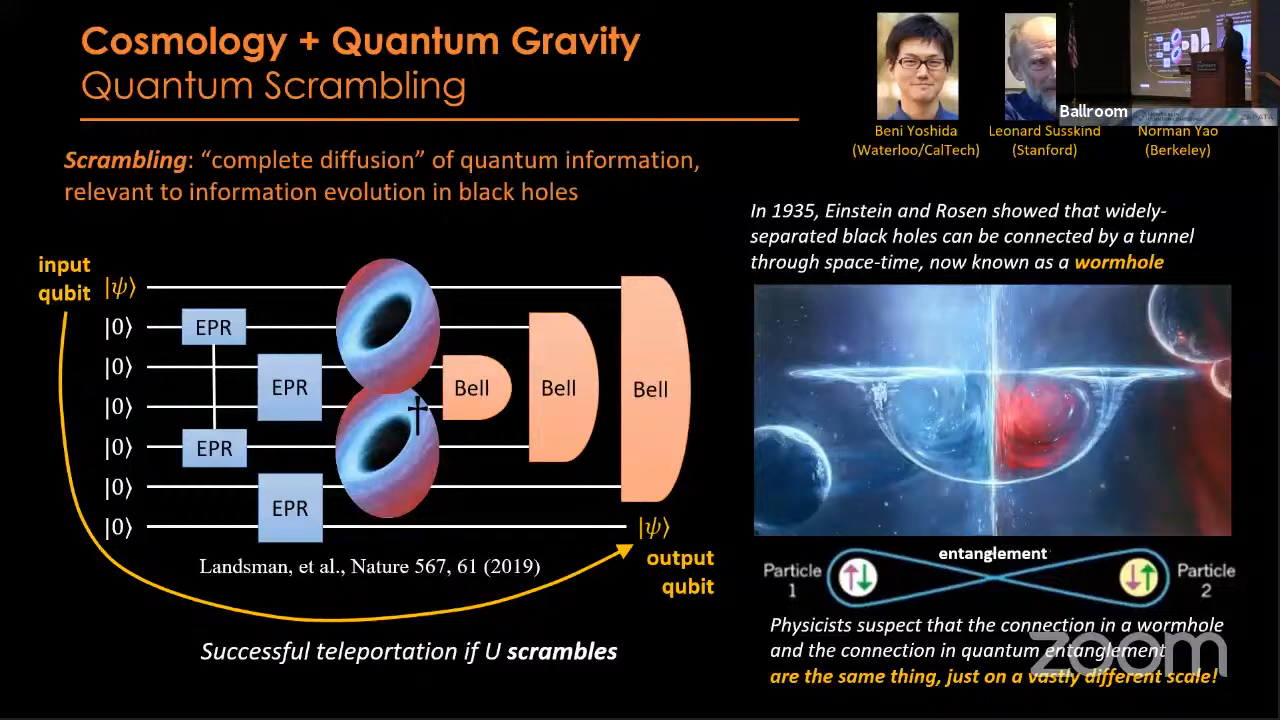 Cosmology + Quantum Gravity
Quantum Scrambling
Beni Yoshida
(Waterloo/CalTech)
Leonard Susskind
(Stanford)
Ballroom
Norman Yao
(Berkeley)
Scrambling: “complete diffusion” of quantum information,
relevant to information evolution in black holes
In 1935, Einstein and Rosen showed that widely-
separated black holes can be connected by a tunnel
through space-time, now known as a wormhole
input
qubit
|ψ⟩
|0⟩
|0⟩
|0⟩
|0⟩
|0⟩
|0⟩
EPR
EPR
EPR
EPR
†
Bell
Bell
Bell
|ψ⟩
output
qubit
Landsman, et al., Nature 567, 61 (2019)
Successful teleportation if U scrambles
entanglement
Particle
1
Particle
2
Physicists suspect that the connection in a wormhole
and the connection in quantum entanglement
are the same thing, just on a vastly different scale!
zoom